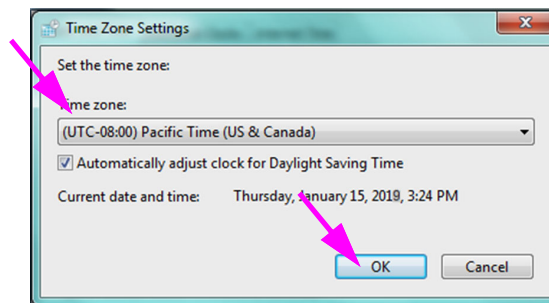 Time Zone Settings
Set the time zone:
Time zone:
(UTC-08:00) Pacific Time (US & Canada)
Automatically adjust clock for Daylight Saving Time
Current date and time: Thursday, January 15, 2019, 3:24 PM
OK Cancel